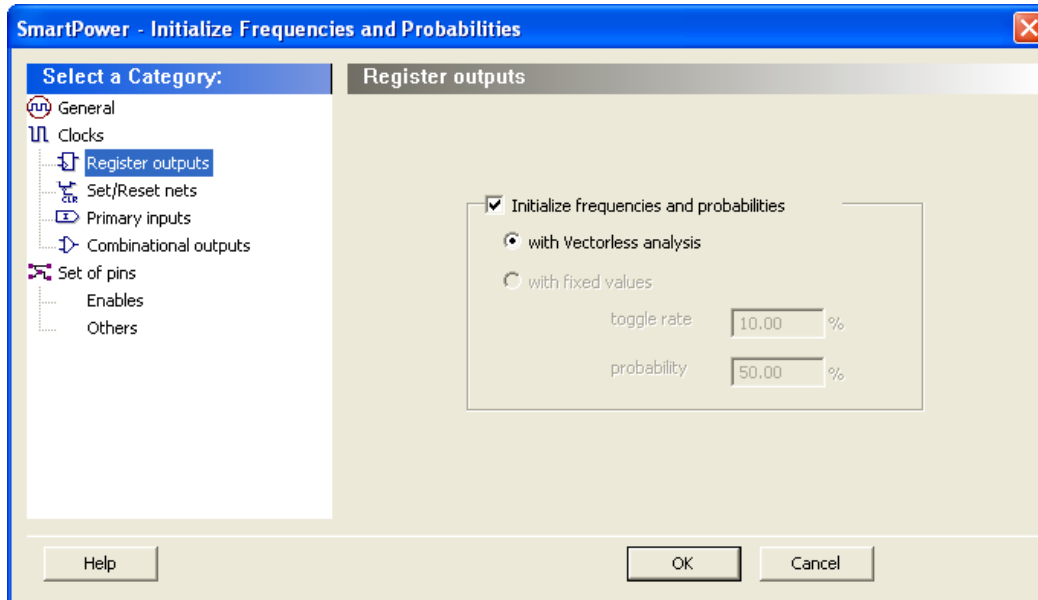 SmartPower - Initialize Frequencies and Probabilities
Select a Category:
General
Clocks
Register outputs
CLR Set/Reset nets
Primary inputs
Combinational outputs
Set of pins
Enables
Others
Register outputs
Initialize frequencies and probabilities
with Vectorless analysis
with fixed values
toggle rate 10.00 %
probability 50.00 %
Help OK Cancel